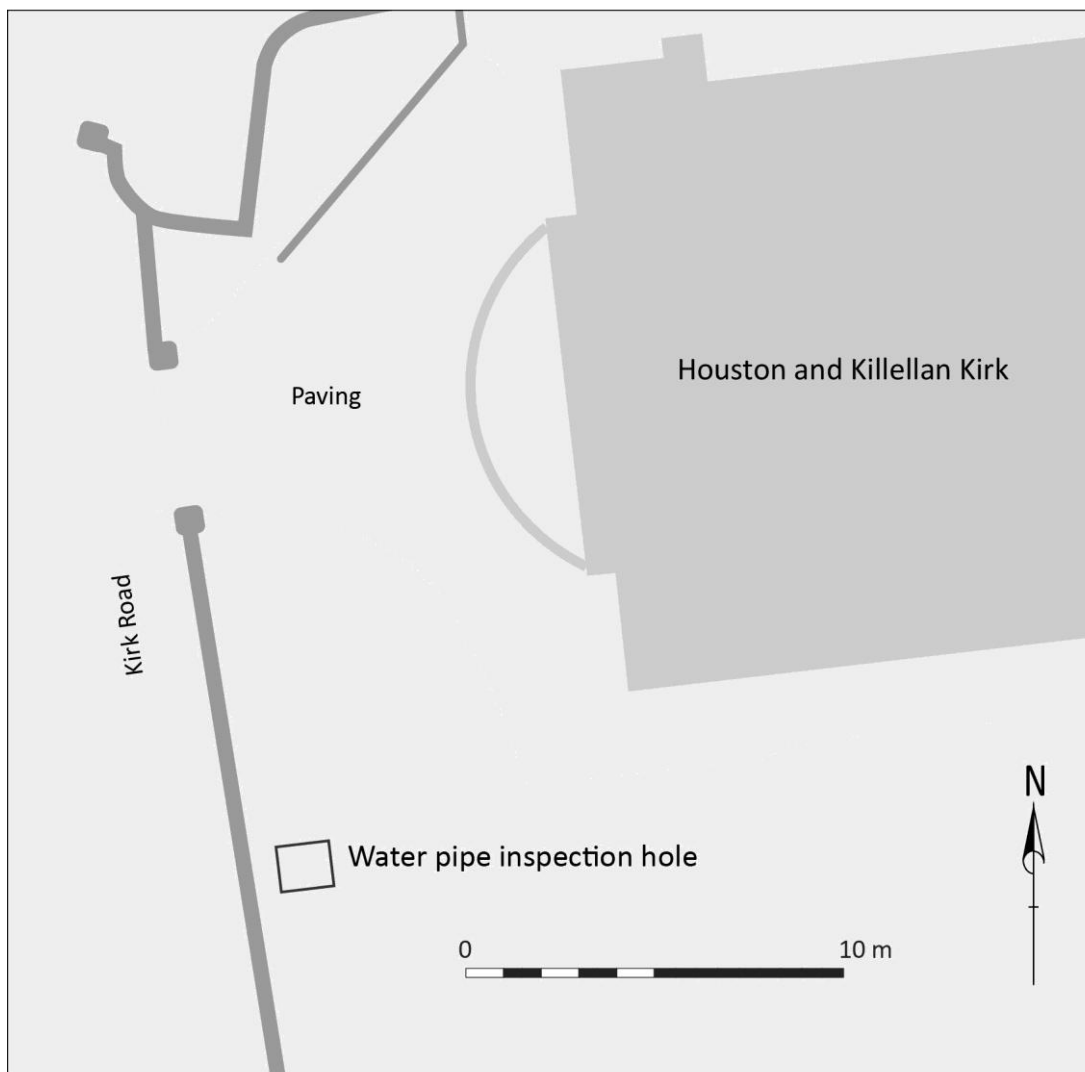 Houston and Killellan Kirk
Paving
Kirk Road
N
Water pipe inspection hole
0 10 m